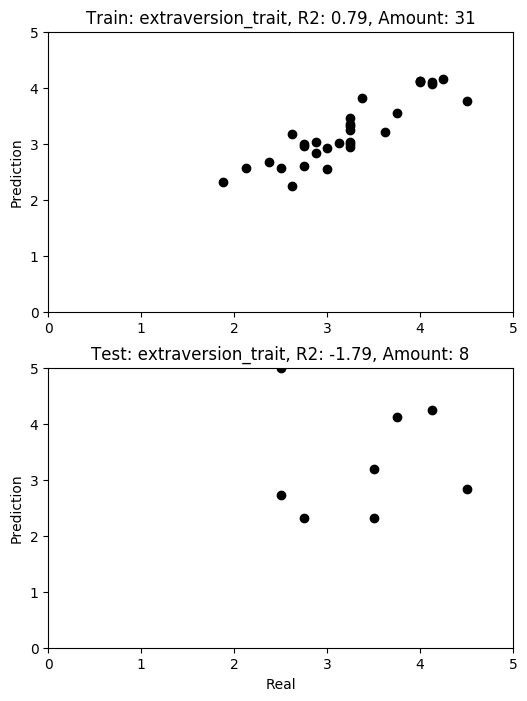 Train: extraversion_trait, R2: 0.79, Amount: 31
5
4
3
2
1
0
Prediction
0 1 2 3 4 5
Test: extraversion_trait, R2: -1.79, Amount: 8
5
4
3
2
1
0
Prediction
0 1 2 3 4 5
Real